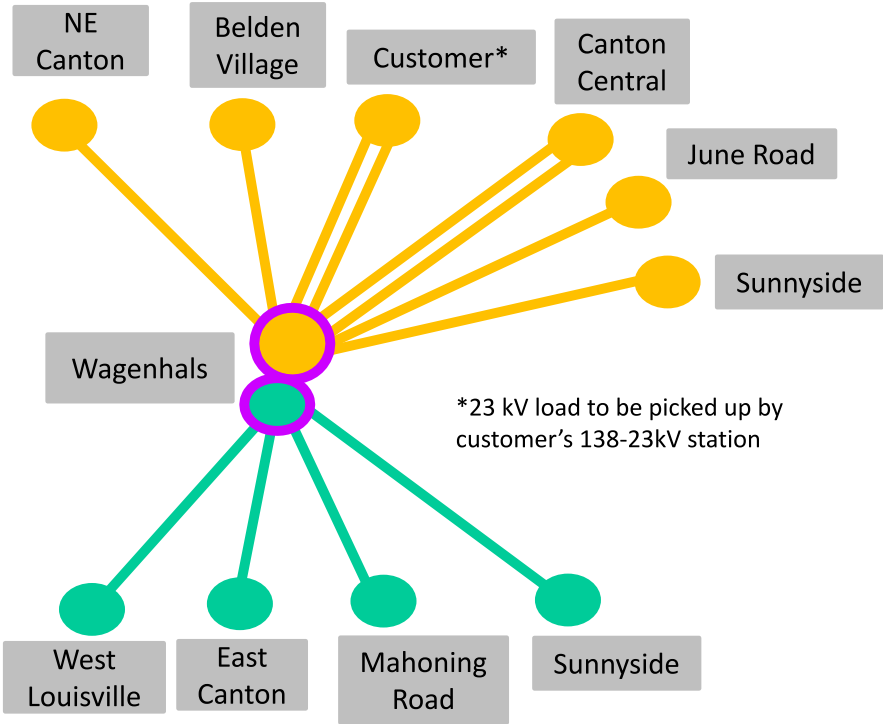 NE
Canton
Belden
Village
Customer*
Canton
Central
June Road
Sunnyside
Wagenhals
*23 kV load to be picked up by
customer’s 138-23kV station
West
Louisville
East
Canton
Mahoning
Road
Sunnyside